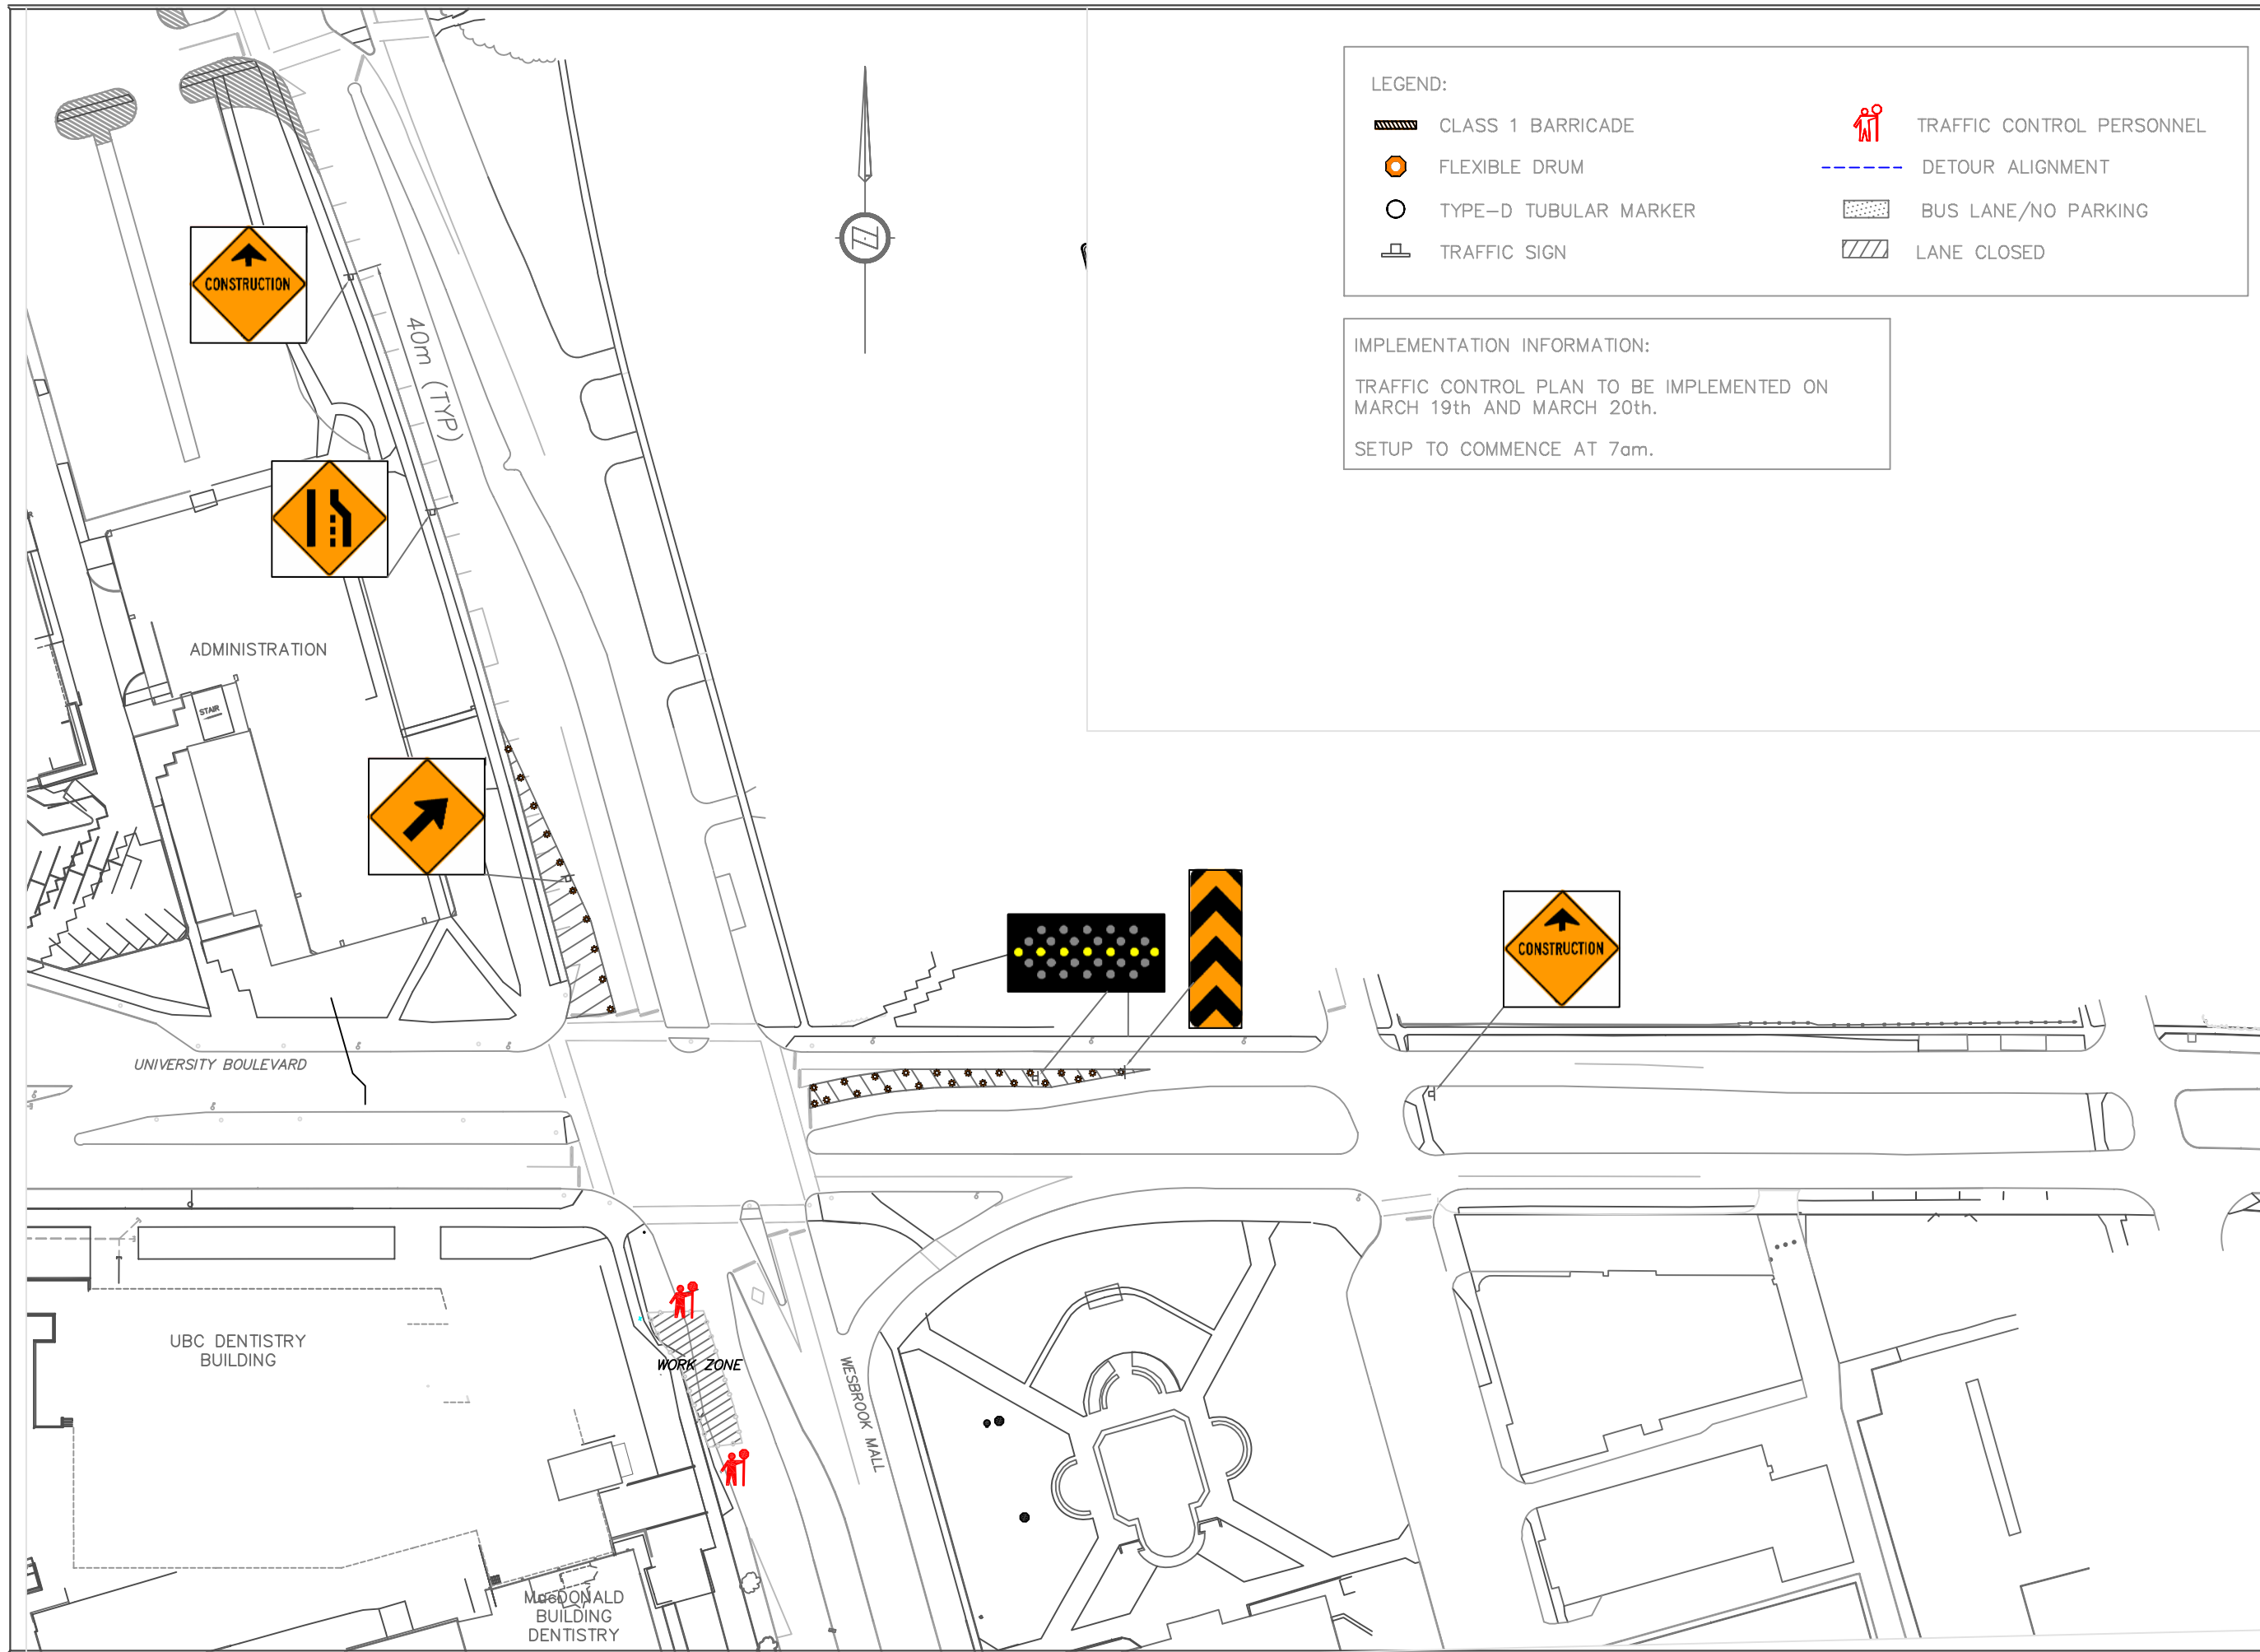 LEGEND:
CLASS 1 BARRICADE
FLEXIBLE DRUM
TYPE-D TUBULAR MARKER
TRAFFIC SIGN
TRAFFIC CONTROL PERSONNEL
DETOUR ALIGNMENT
BUS LANE/NO PARKING
LANE CLOSED
IMPLEMENTATION INFORMATION:
TRAFFIC CONTROL PLAN TO BE IMPLEMENTED ON
MARCH 19th AND MARCH 20th.
SETUP TO COMMENCE AT 7am.
N
CONSTRUCTION
40m (TYP)
ADMINISTRATION
STAIR
CONSTRUCTION
UNIVERSITY BOULEVARD
UBC DENTISTRY
BUILDING
WORK ZONE
WESBROOK MALL
MacDONALD
BUILDING
DENTISTRY